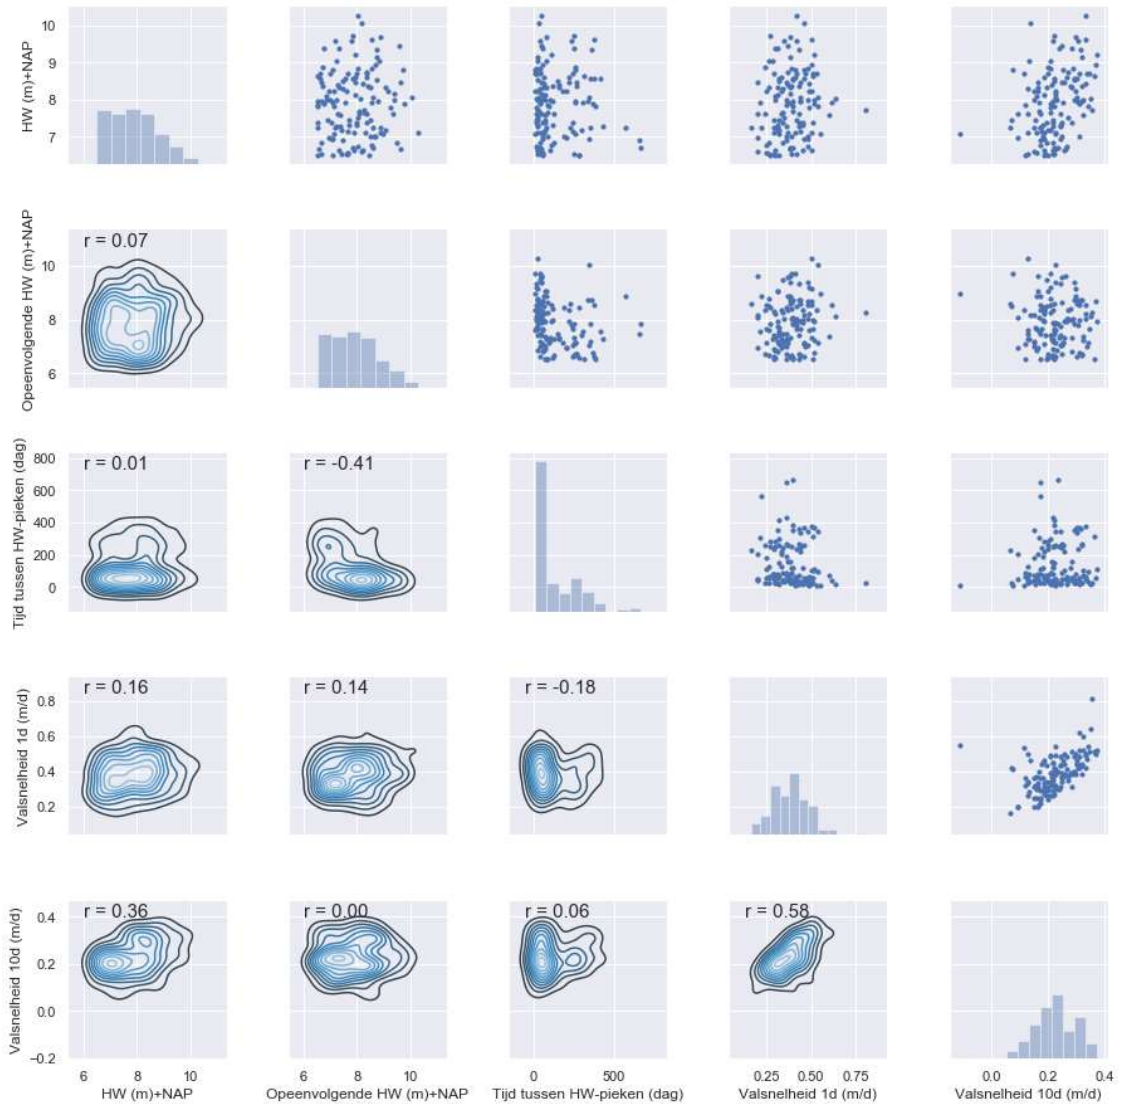 HW (m)+NAP
10
9
8
7
Opeenvolgende HW (m)+NAP
10
8
6
r = 0.07
Tijd tussen HW-pieken (dag)
800
600
400
200
0
r = 0.01
r = -0.41
Valsnelheid 1d (m/d)
0.8
0.6
0.4
0.2
r = 0.16
r = 0.14
r = -0.18
Valsnelheid 10d (m/d)
0.4
0.2
0.0
−0.2
r = 0.36
r = 0.00
r = 0.06
r = 0.58
6 8 10
6 8 10
0 500
0.25 0.50 0.75
0.0 0.2 0.4
HW (m)+NAP
Opeenvolgende HW (m)+NAP
Tijd tussen HW-pieken (dag)
Valsnelheid 1d (m/d)
Valsnelheid 10d (m/d)